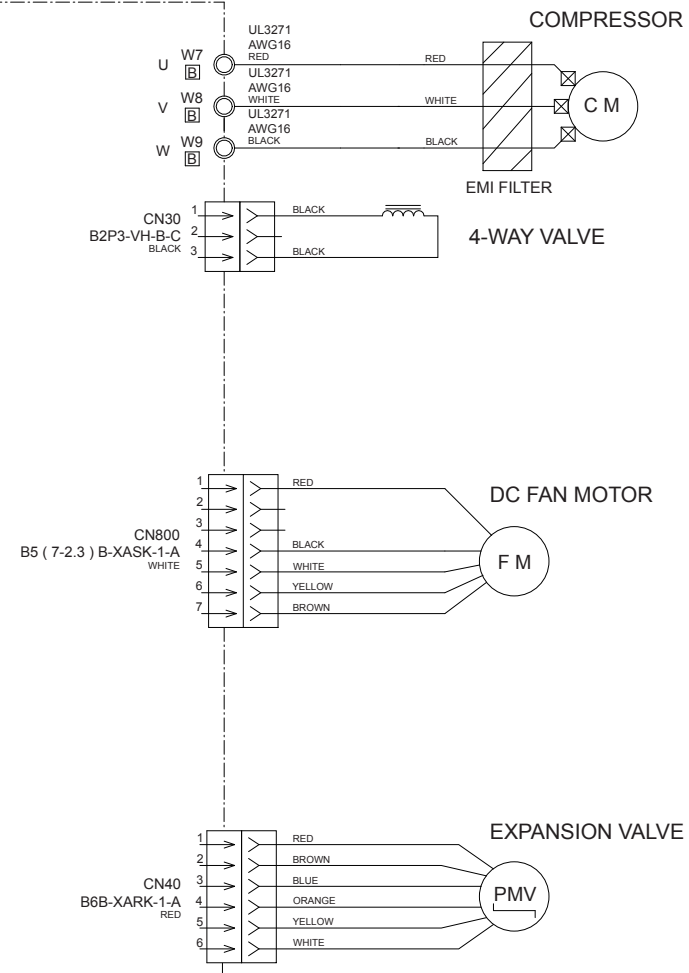 COMPRESSOR
UL3271
AWG16
U W7 RED RED
B
UL3271
AWG16
V W8 WHITE WHITE
B
C M
UL3271
AWG16
W W9 BLACK BLACK
B
EMI FILTER
CN30
B2P3-VH-B-C
BLACK
1 BLACK
2
3 BLACK
4-WAY VALVE
DC FAN MOTOR
CN800
B5 ( 7-2.3 ) B-XASK-1-A
WHITE
1 RED
2
3
4 BLACK
5 WHITE
6 YELLOW
7 BROWN
F M
EXPANSION VALVE
CN40
B6B-XARK-1-A
RED
1 RED
2 BROWN
3 BLUE
4 ORANGE
5 YELLOW
6 WHITE
PMV